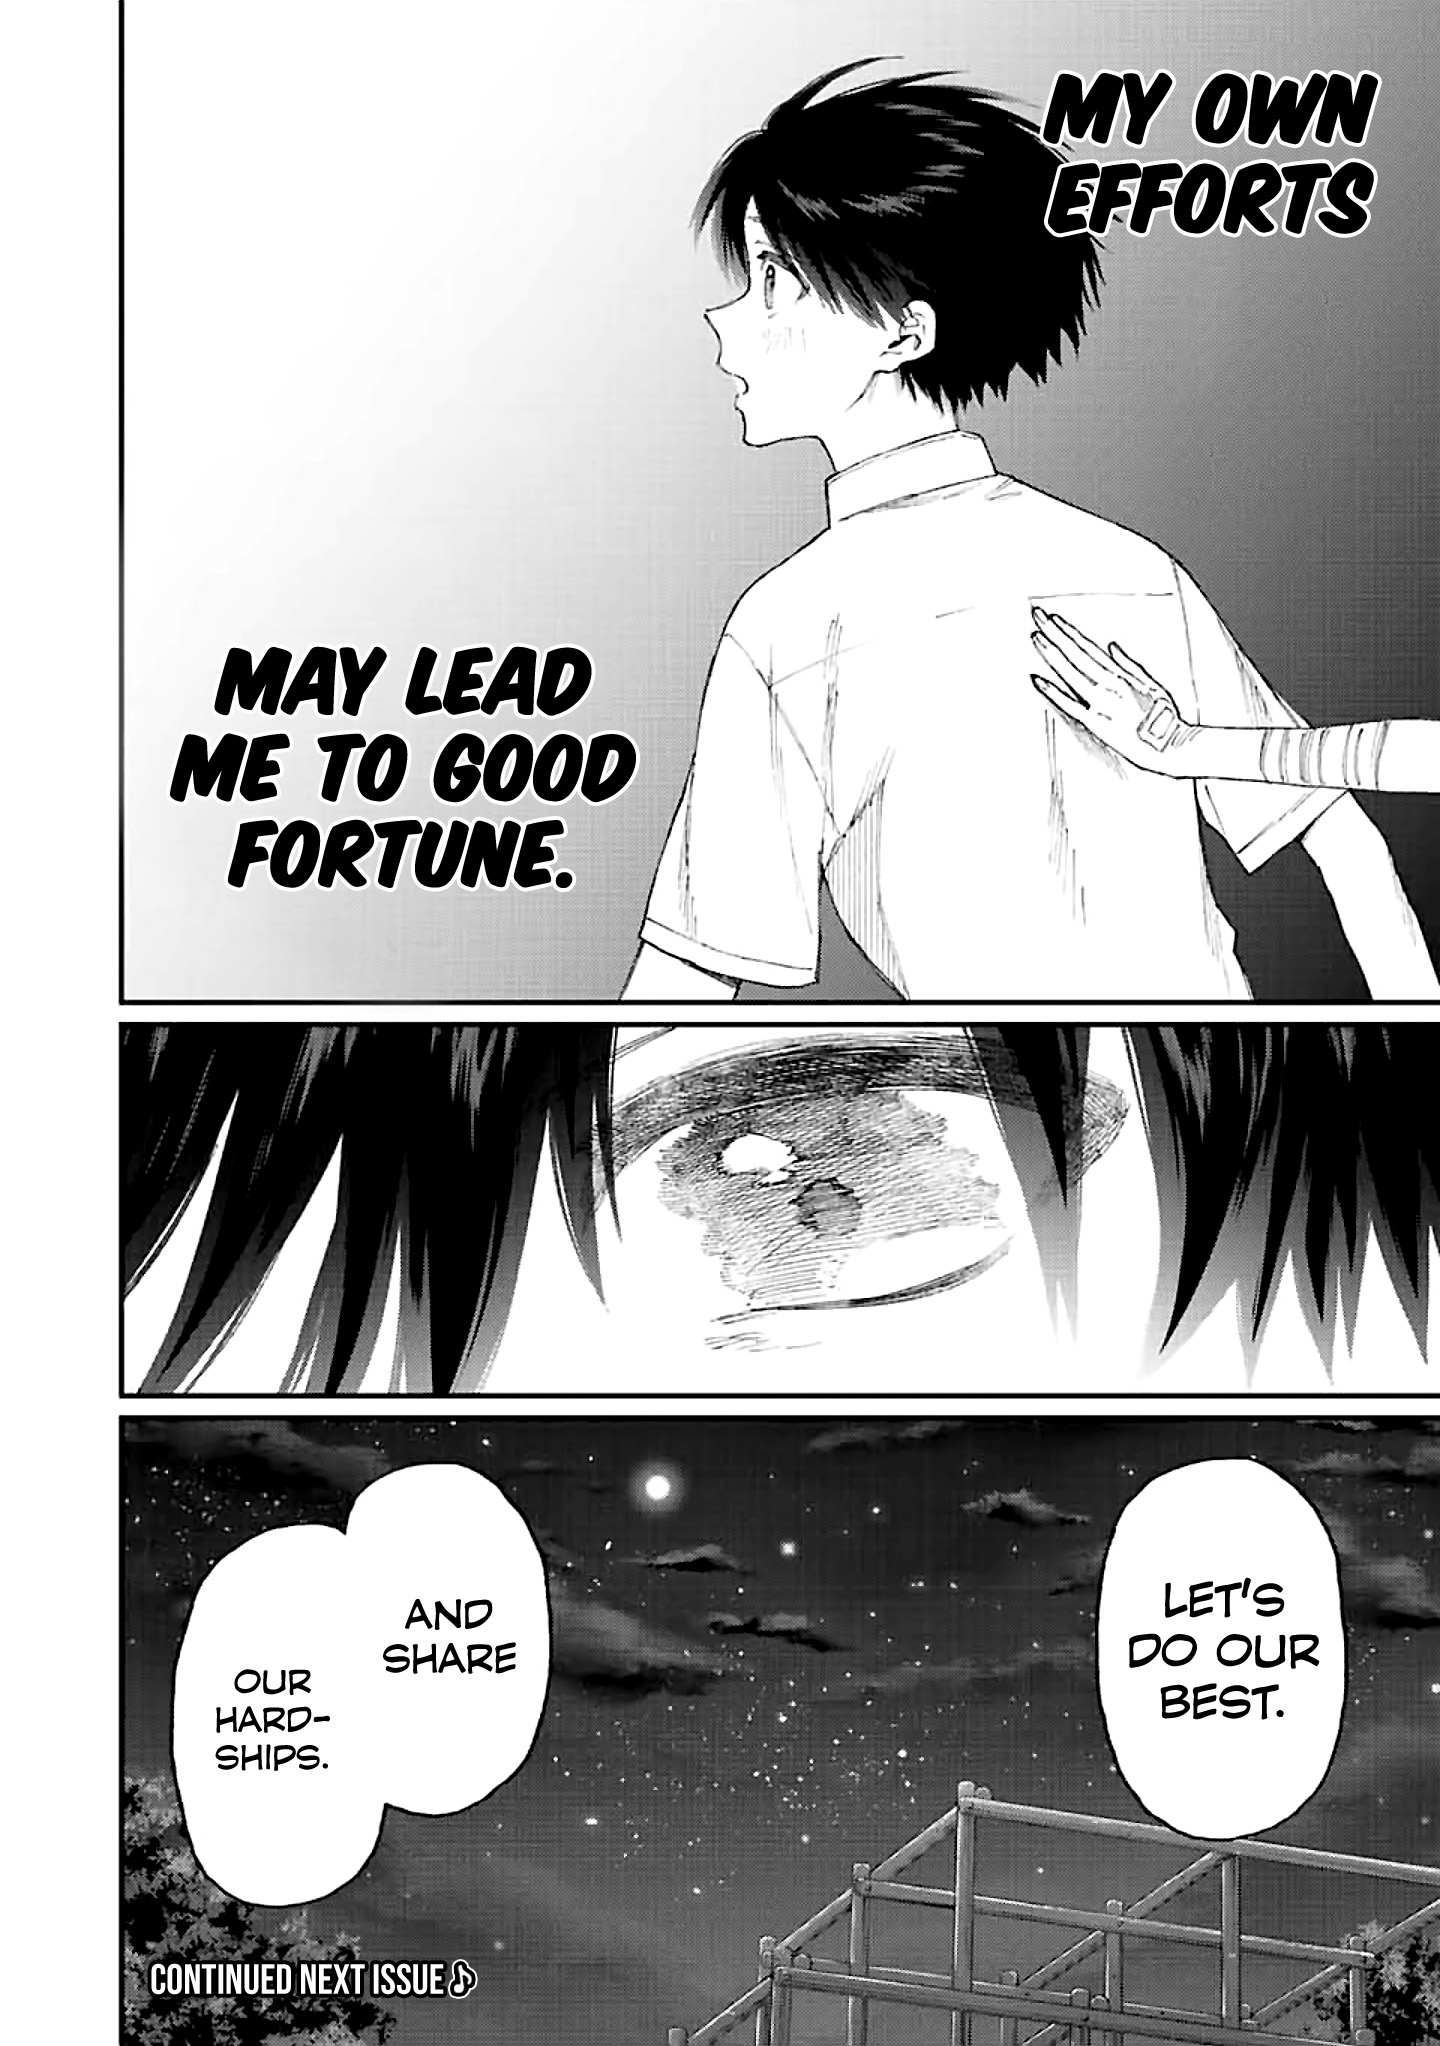 MY OWN
EFFORTS
MAY LEAD
ME TO GOOD
FORTUNE.
LET'S
DO OUR
BEST.
AND
SHARE
OUR
HARD-
SHIPS.
CONTINUED NEXT ISSUE♪